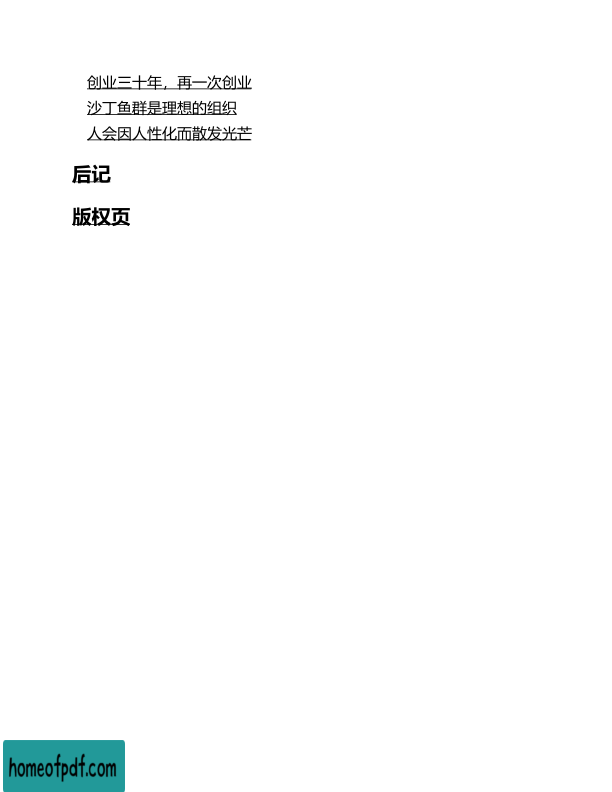 创业三十年，再一次创业
沙丁鱼群是理想的组织
人会因人性化而散发光芒
后记
版权页
homeofpdf.com